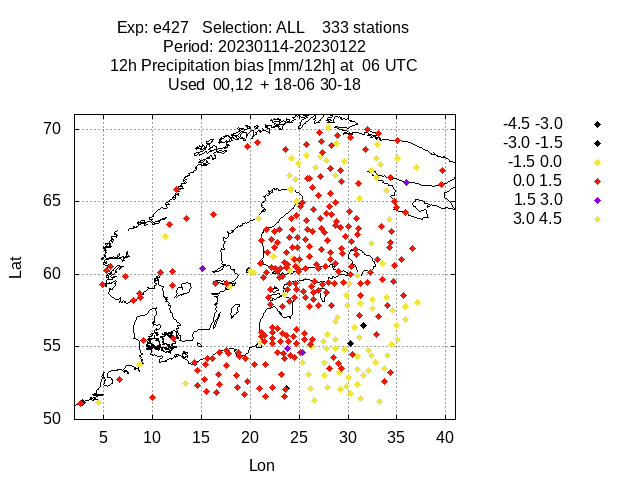 Exp: e427   Selection: ALL    333 stations
Period: 20230114-20230122
12h Precipitation bias [mm/12h] at  06 UTC
Used  00,12  + 18-06 30-18
-4.5 -3.0
-3.0 -1.5
-1.5 0.0
0.0 1.5
1.5 3.0
3.0 4.5
70
65
60
55
50
Lat
5 10 15 20 25 30 35 40
Lon